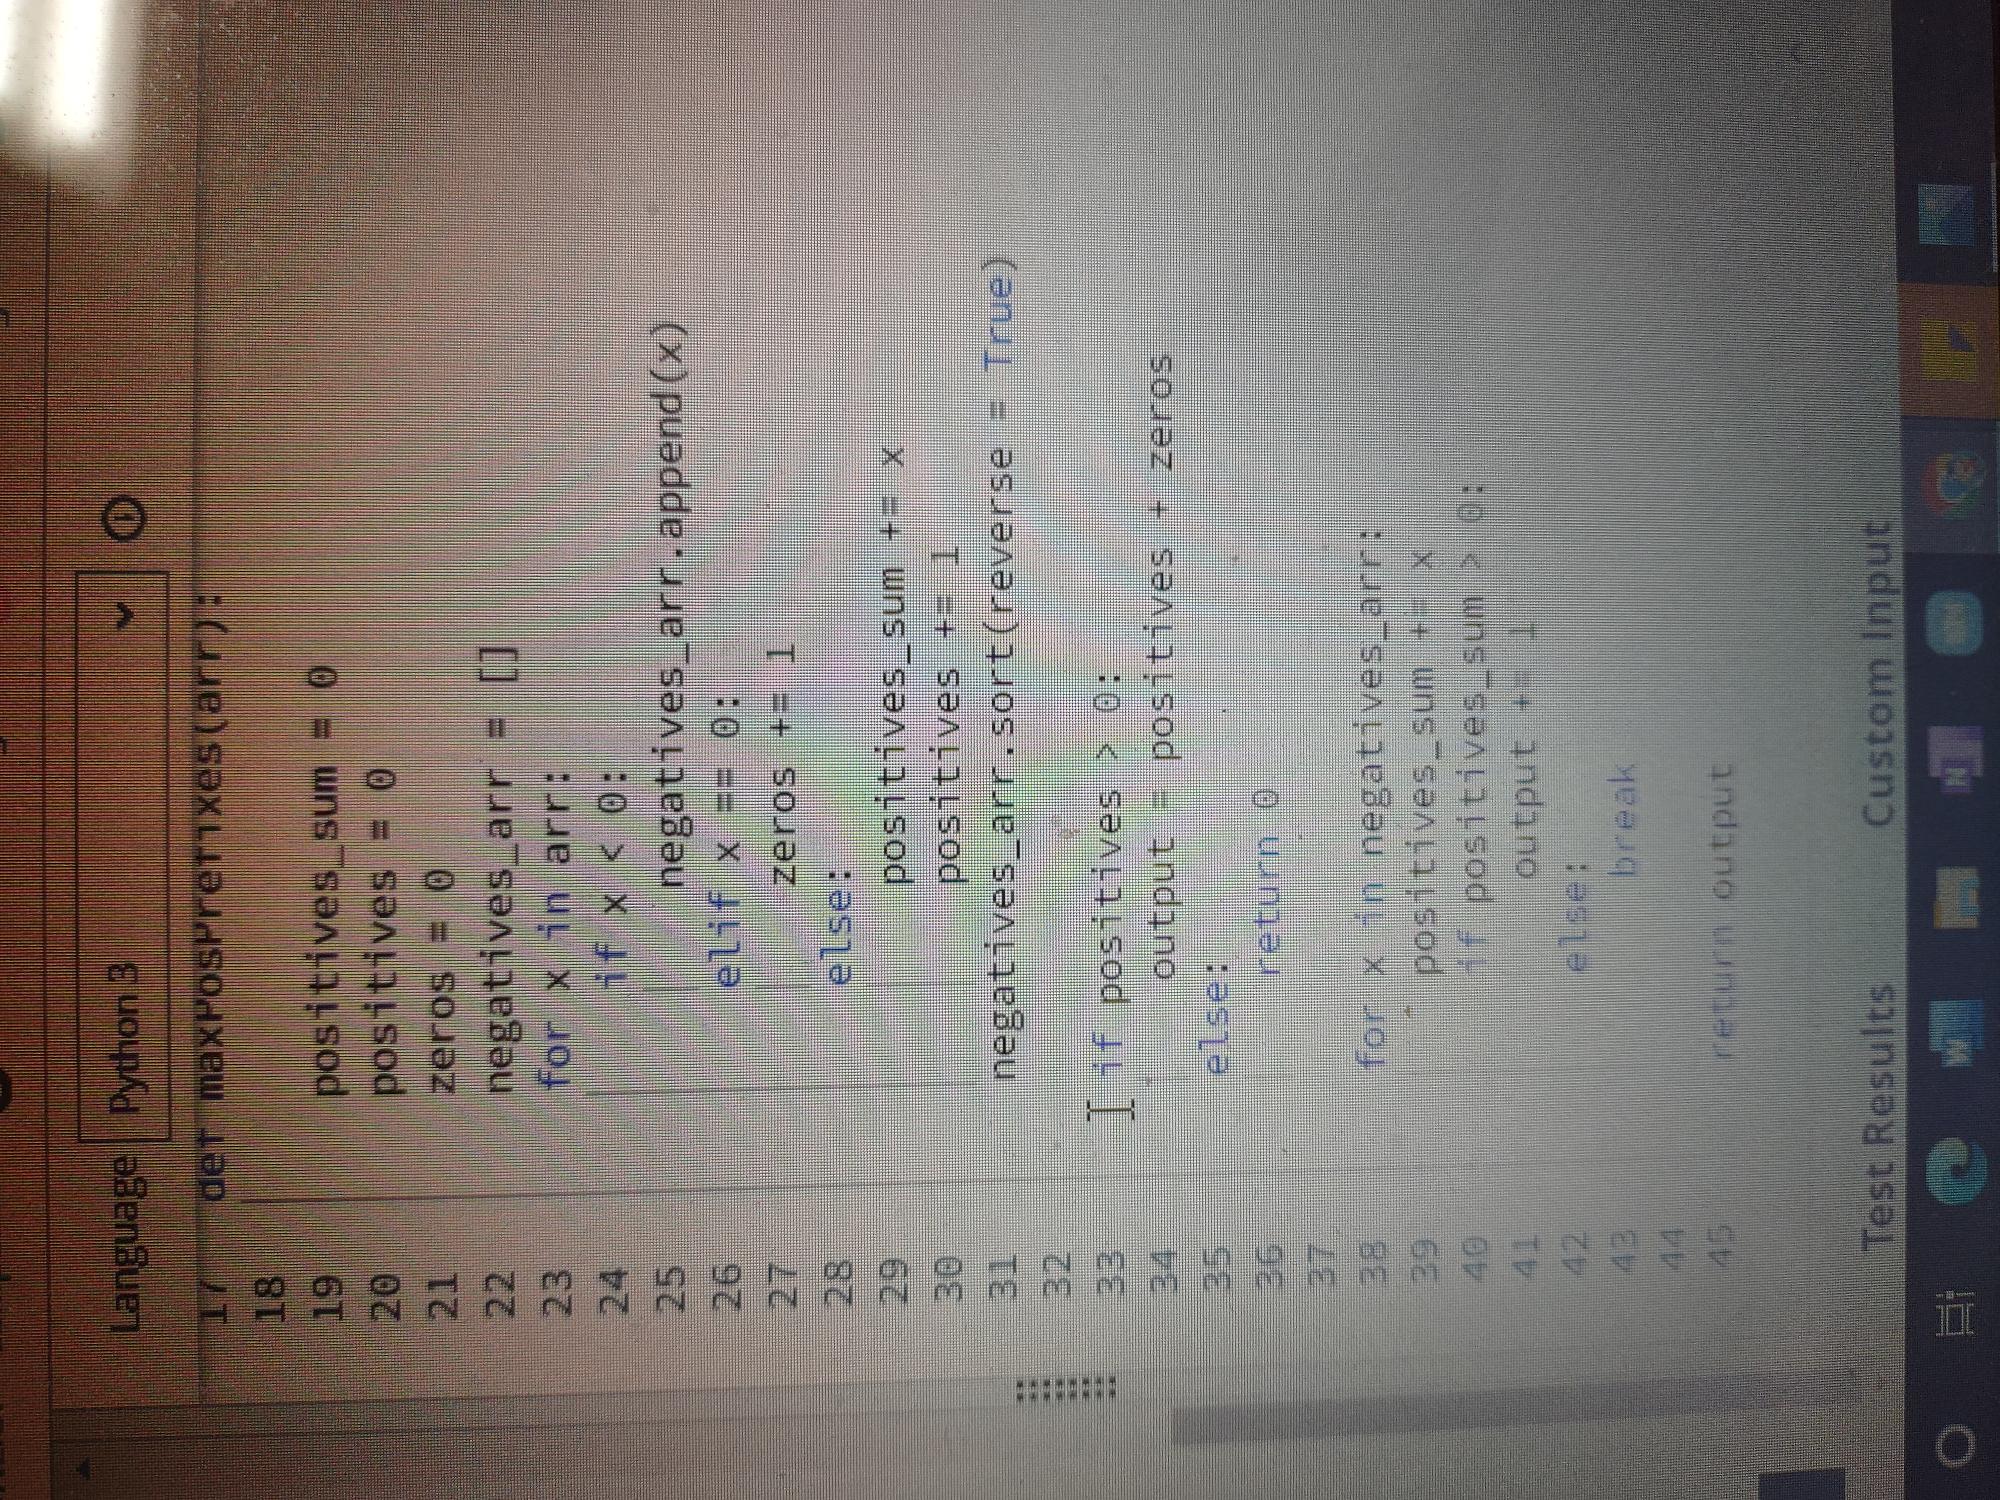 Language Python 3
17 def maxPosPrefixes(arr):
18
19 positives_sum = 0
20 positives = 0
21 zeros = 0
22 negatives_arr = []
23 for x in arr:
24 if x < 0:
25 negatives_arr.append(x)
26 elif x == 0:
27 zeros += 1
28 else:
29 positives_sum += x
30 positives += 1
31 negatives_arr.sort(reverse = True)
32
33 if positives > 0:
34 output = positives + zeros
35 else:
36 return 0
37
38 for x in negatives_arr:
39 positives_sum += x
40 if positives_sum > 0:
41 output += 1
42 else:
43 break
44
45 return output
Test Results Custom Input
W N